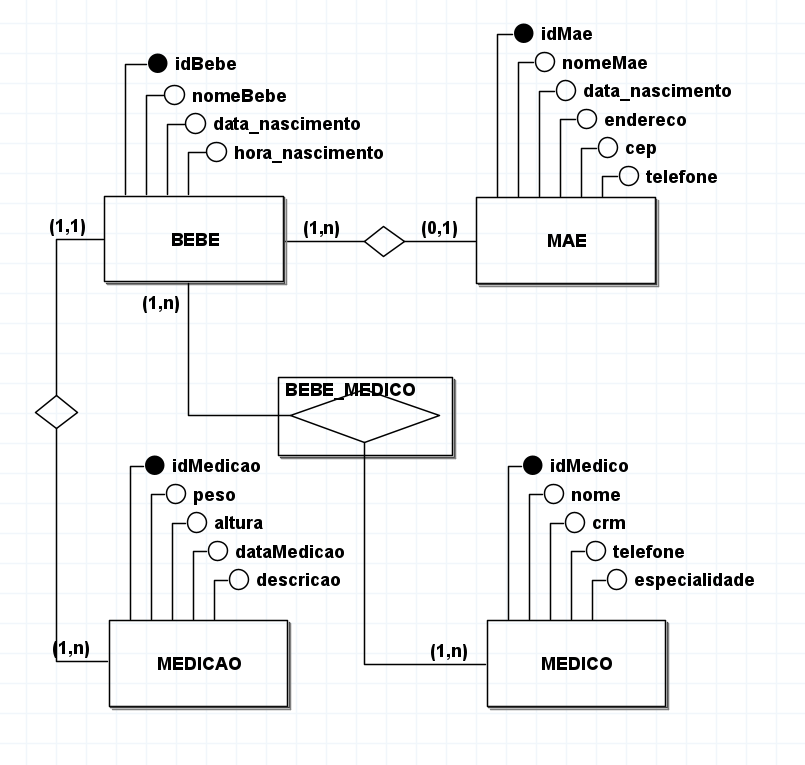 idBebe
nomeBebe
data_nascimento
hora_nascimento
idMae
nomeMae
data_nascimento
endereco
cep
telefone
(1,1)
BEBE
(1,n)
(0,1)
MAE
(1,n)
BEBE_MEDICO
idMedicao
peso
altura
dataMedicao
descricao
idMedico
nome
crm
telefone
especialidade
(1,n)
MEDICAO
(1,n)
MEDICO